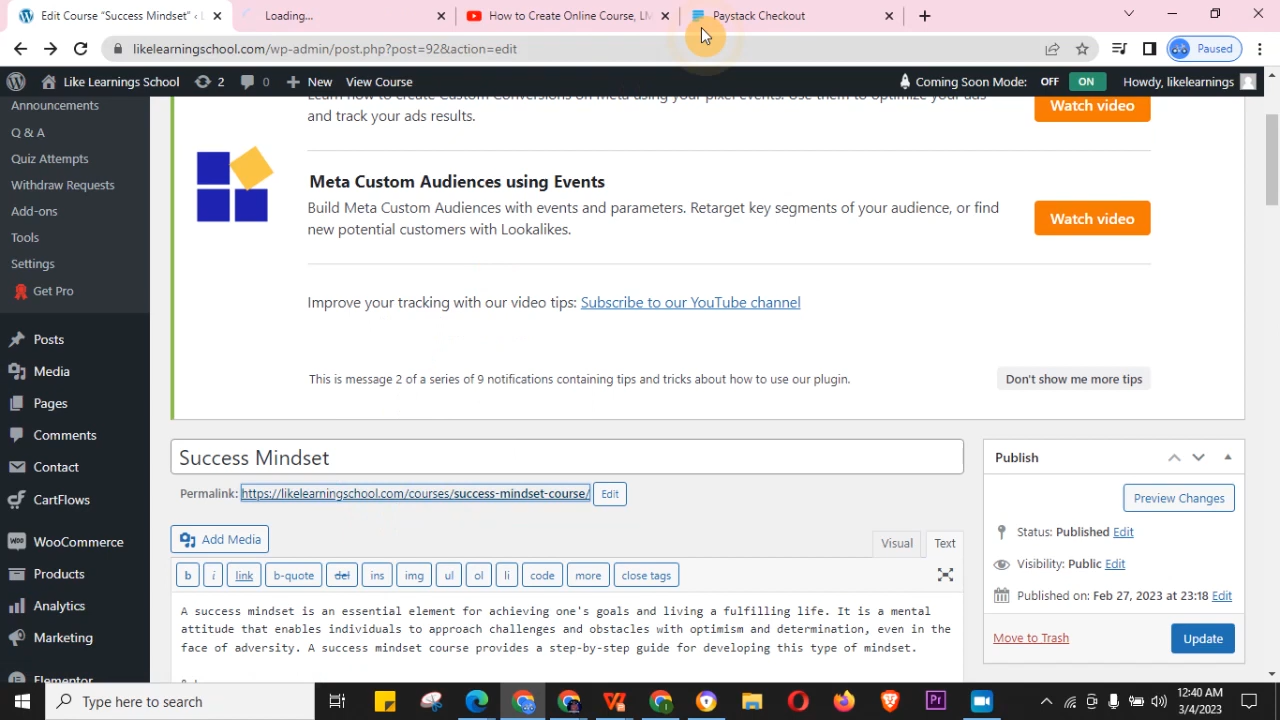 Edit Course “Success Mindset” ‹ L
Loading...
How to Create Online Course, LM
Paystack Checkout
likelearningschool.com/wp-admin/post.php?post=92&action=edit
Paused
Like Learnings School
2
0
New
View Course
Coming Soon Mode:
OFF
ON
Howdy, likelearnings
Announcements
Q & A
Quiz Attempts
Withdraw Requests
Add-ons
Tools
Settings
Get Pro
Posts
Media
Pages
Comments
Contact
CartFlows
WooCommerce
Products
Analytics
Marketing
Elementor
Learn how to create Custom Conversions on Meta using your pixel events. Use them to optimize your ads
and track your ads results.
Watch video
Meta Custom Audiences using Events
Build Meta Custom Audiences with events and parameters. Retarget key segments of your audience, or find
new potential customers with Lookalikes.
Watch video
Improve your tracking with our video tips: Subscribe to our YouTube channel
This is message 2 of a series of 9 notifications containing tips and tricks about how to use our plugin.
Don't show me more tips
Success Mindset
Permalink: https://likelearningschool.com/courses/success-mindset-course/
Edit
Add Media
Visual
Text
b
i
link
b-quote
del
ins
img
ul
ol
li
code
more
close tags
A success mindset is an essential element for achieving one's goals and living a fulfilling life. It is a mental
attitude that enables individuals to approach challenges and obstacles with optimism and determination, even in the
face of adversity. A success mindset course provides a step-by-step guide for developing this type of mindset.
Publish
Preview Changes
Status: Published Edit
Visibility: Public Edit
Published on: Feb 27, 2023 at 23:18 Edit
Move to Trash
Update
Type here to search
12:40 AM
3/4/2023